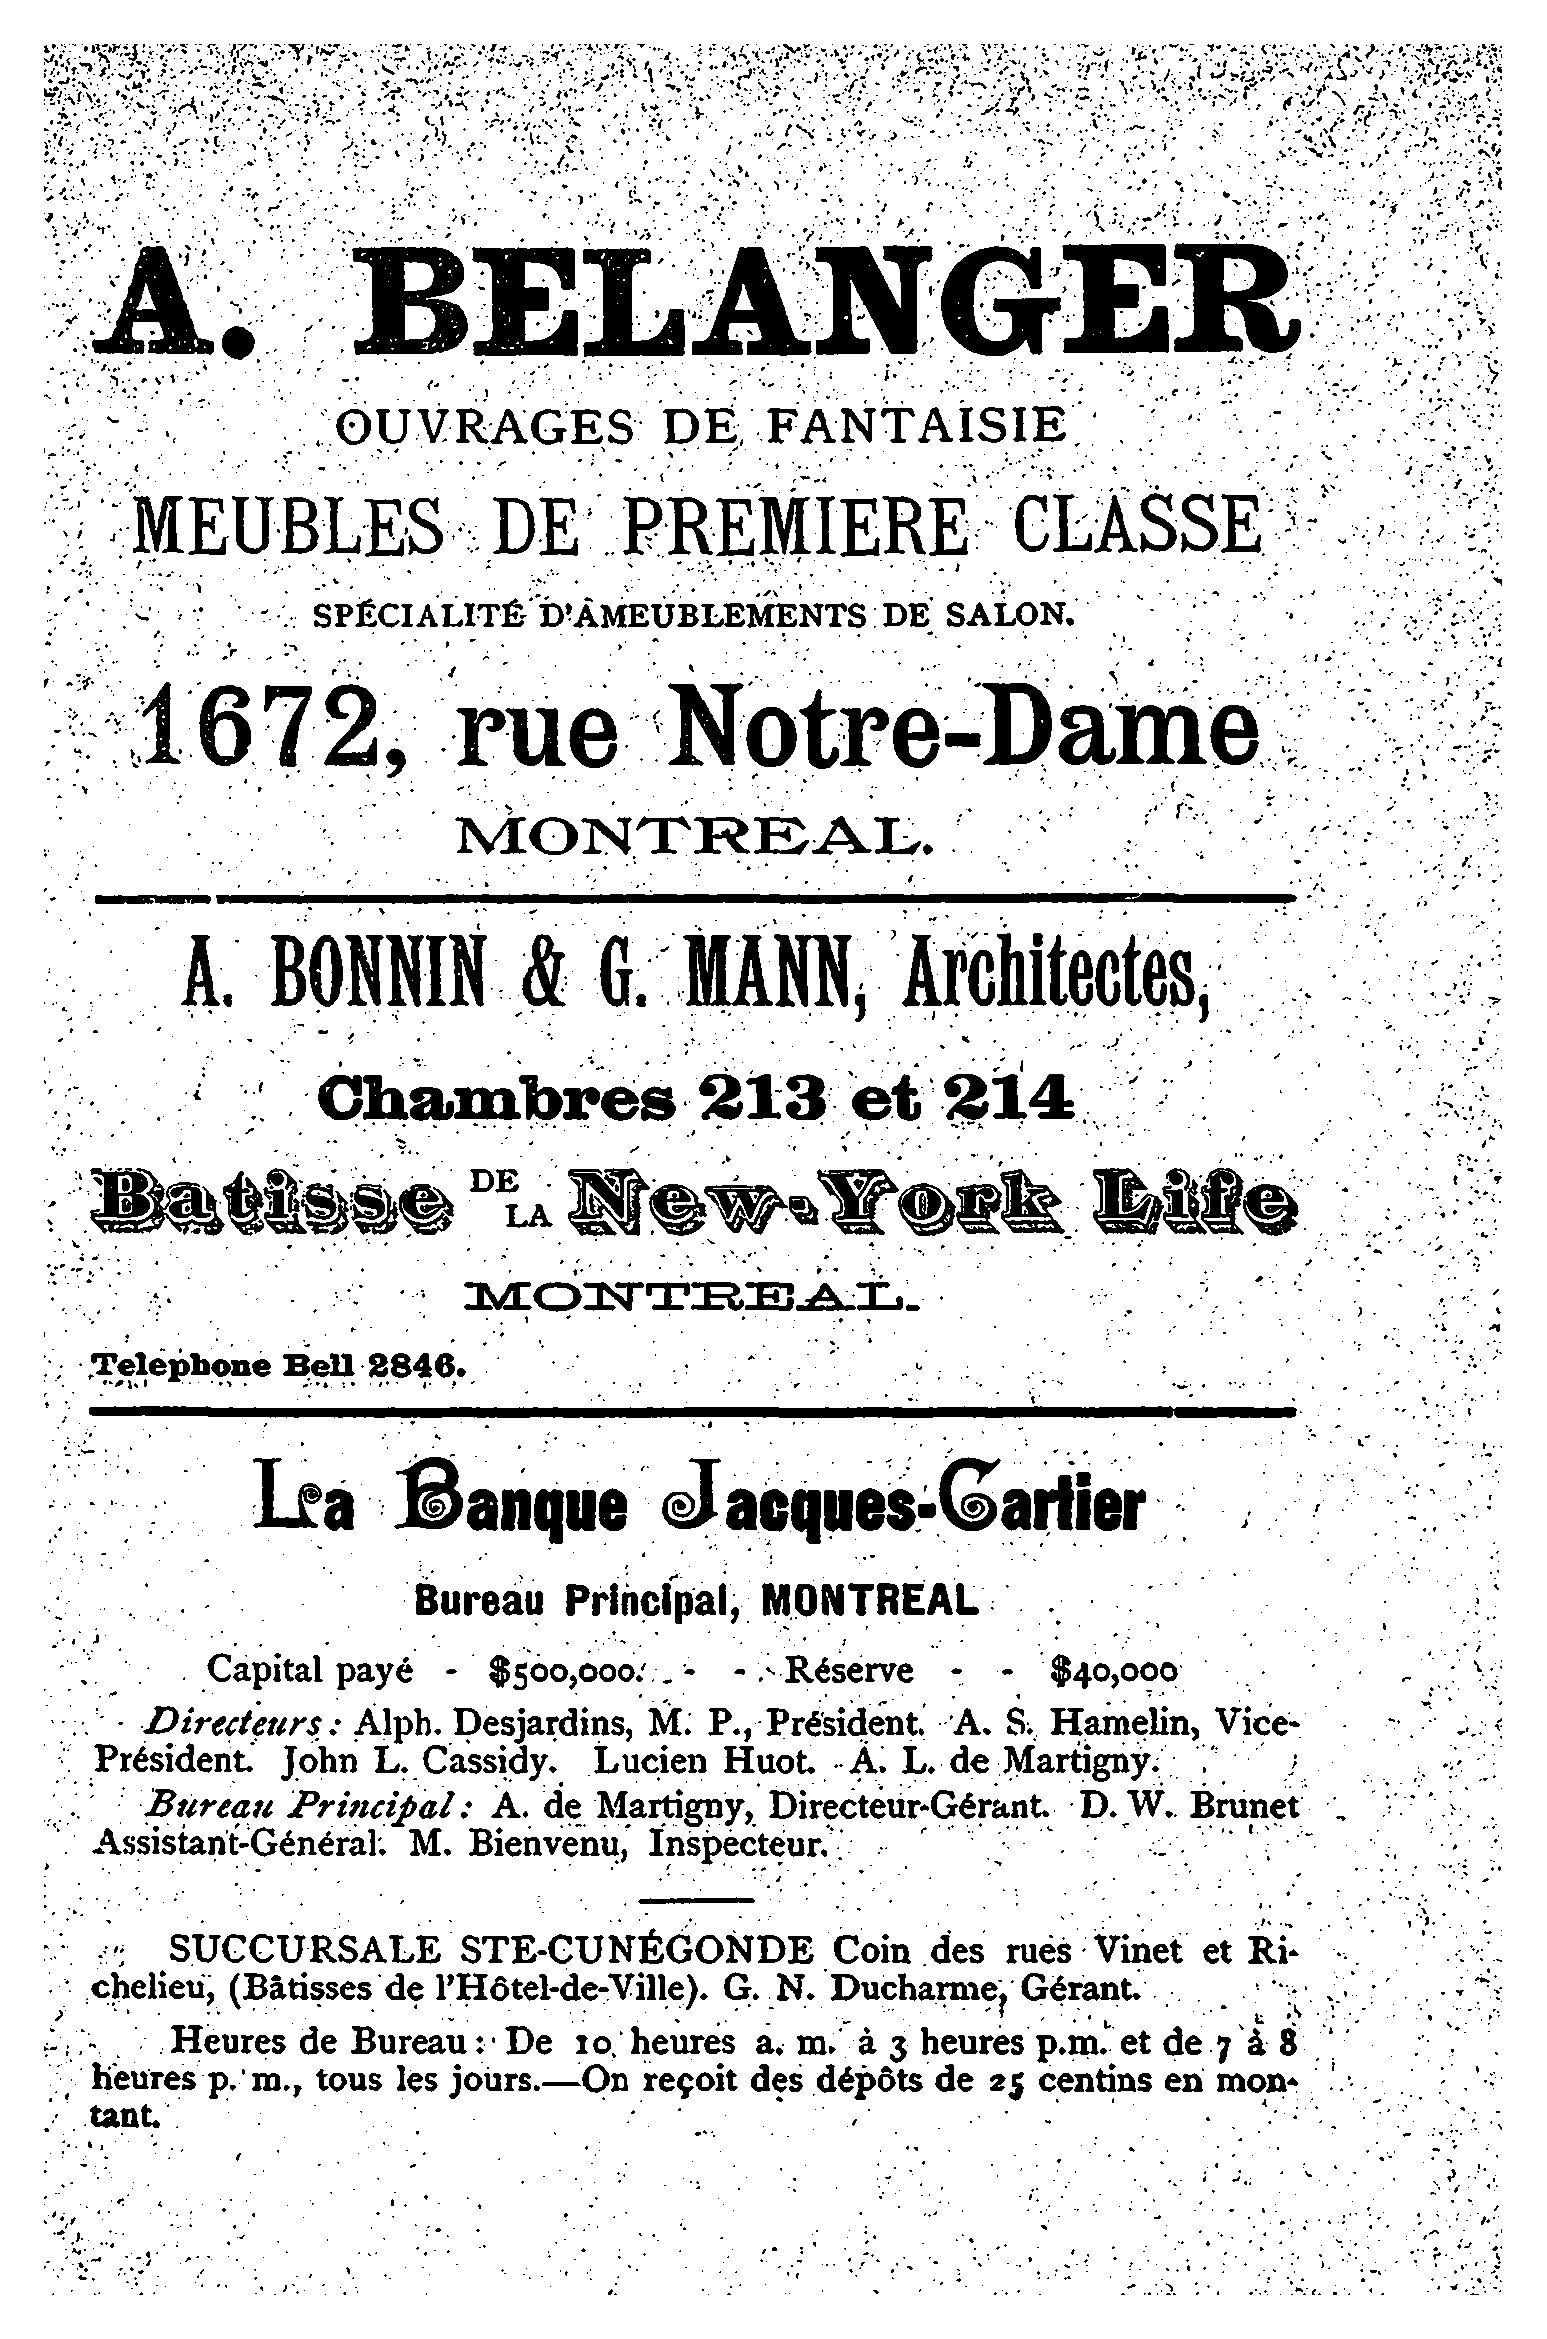 A. BELANGER
OUVRAGES DE FANTAISIE
MEUBLES DE PREMIERE CLASSE
SPÉCIALITÉ D'AMEUBLEMENTS DE SALON.
1672, rue Notre-Dame
MONTREAL.
A. BONNIN & G. MANN, Architectes,
Chambres 213 et 214
Batisse DE LA New-York Life
MONTREAL.
Telephone Bell 2846.
La Banque Jacques-Cartier
Bureau Principal, MONTREAL
Capital payé - $500,000. - - Réserve - - $40,000
Directeurs: Alph. Desjardins, M. P., Président. A. S. Hamelin, Vice-
Président. John L. Cassidy. Lucien Huot. A. L. de Martigny.
Bureau Principal: A. de Martigny, Directeur-Gérant. D. W. Brunet
Assistant-Général. M. Bienvenu, Inspecteur.
SUCCURSALE STE-CUNÉGONDE Coin des rues Vinet et Ri-
chelieu, (Bâtisses de l'Hôtel-de-Ville). G. N. Ducharme, Gérant.
Heures de Bureau: De 10 heures a. m. à 3 heures p.m. et de 7 à 8
heures p. m., tous les jours.—On reçoit des dépôts de 25 centins en mon-
tant.